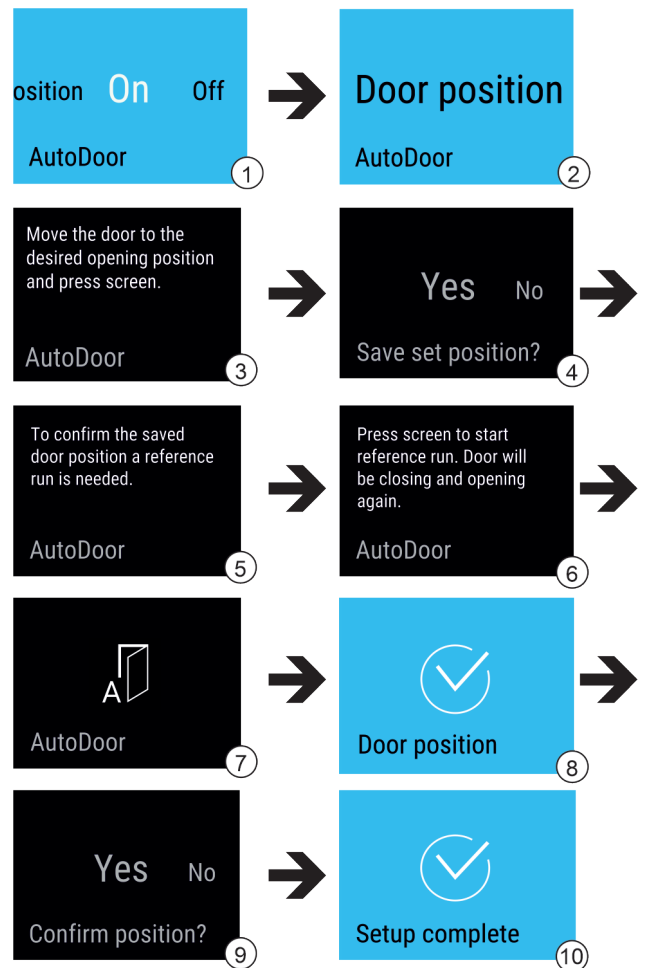 osition On Off
AutoDoor
1
Door position
AutoDoor
2
Move the door to the
desired opening position
and press screen.
AutoDoor
3
Yes No
Save set position?
4
To confirm the saved
door position a reference
run is needed.
AutoDoor
5
Press screen to start
reference run. Door will
be closing and opening
again.
AutoDoor
6
A
AutoDoor
7
Door position
8
Yes No
Confirm position?
9
Setup complete
10